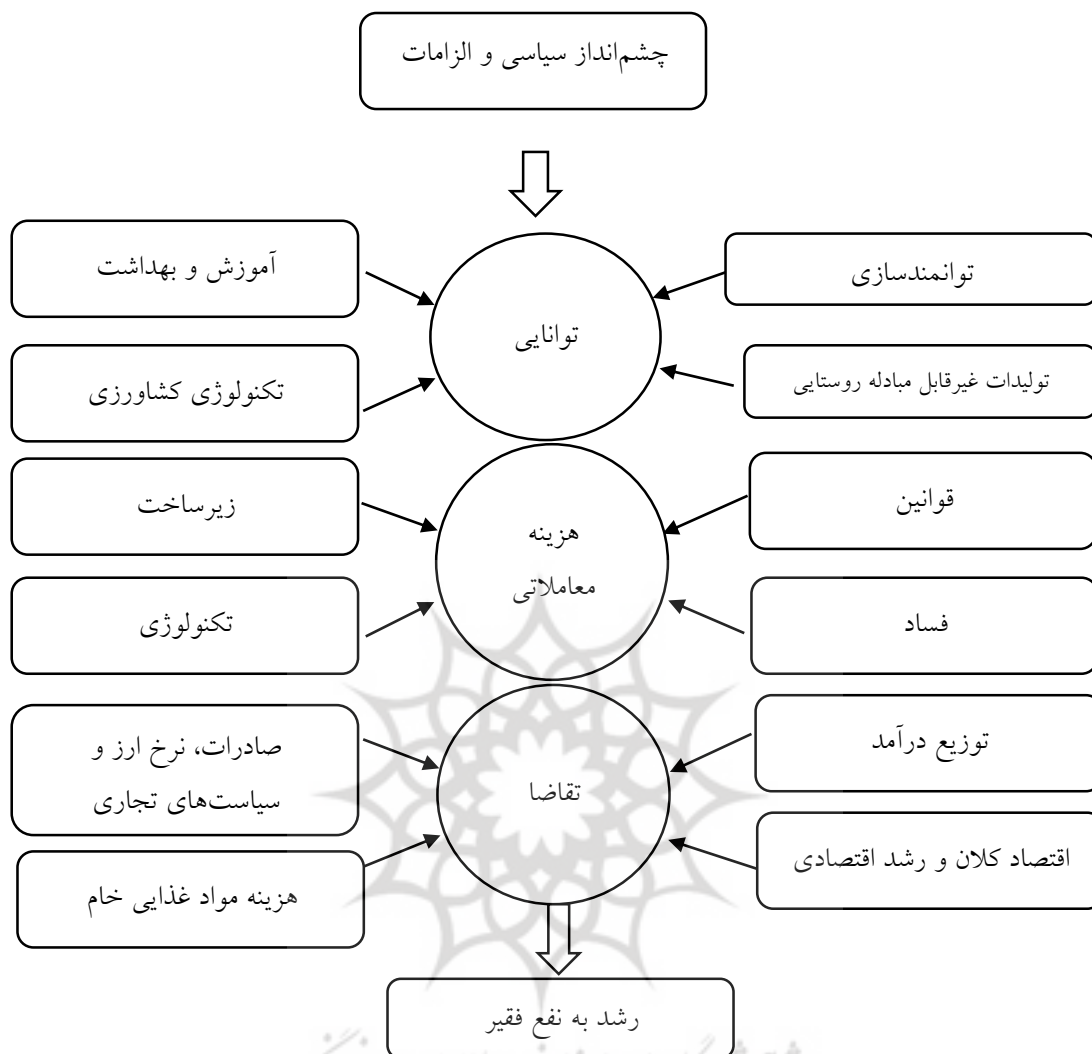 چشم‌انداز سیاسی و الزامات
توانمندسازی
آموزش و بهداشت
توانایی
تولیدات غیرقابل مبادله روستایی
تکنولوژی کشاورزی
قوانین
زیرساخت
هزینه
معاملاتی
فساد
تکنولوژی
توزیع درآمد
صادرات، نرخ ارز و
سیاست‌های تجاری
تقاضا
اقتصاد کلان و رشد اقتصادی
هزینه مواد غذایی خام
رشد به نفع فقیر